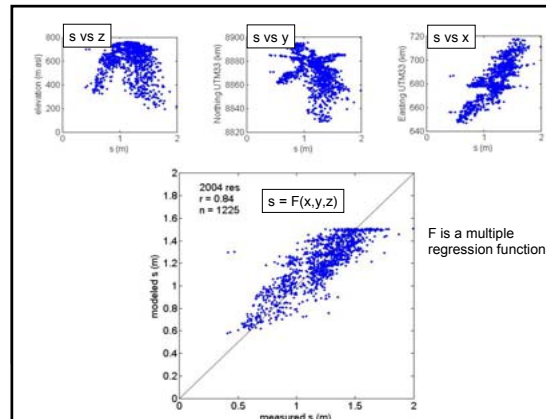 s vs z
800
600
400
200
0
elevation (m asl)
0
1
2
s (m)
s vs y
8900
8880
8860
8840
8820
Northing UTM33 (km)
0
1
2
s (m)
s vs x
720
700
680
660
640
Easting UTM33 (km)
0
1
2
s (m)
2004 res
r = 0.84
n = 1225
s = F(x,y,z)
2
1.8
1.6
1.4
1.2
1
0.8
0.6
0.4
0.2
0
modeled s (m)
0
0.5
1
1.5
2
measured s (m)
F is a multiple
regression function